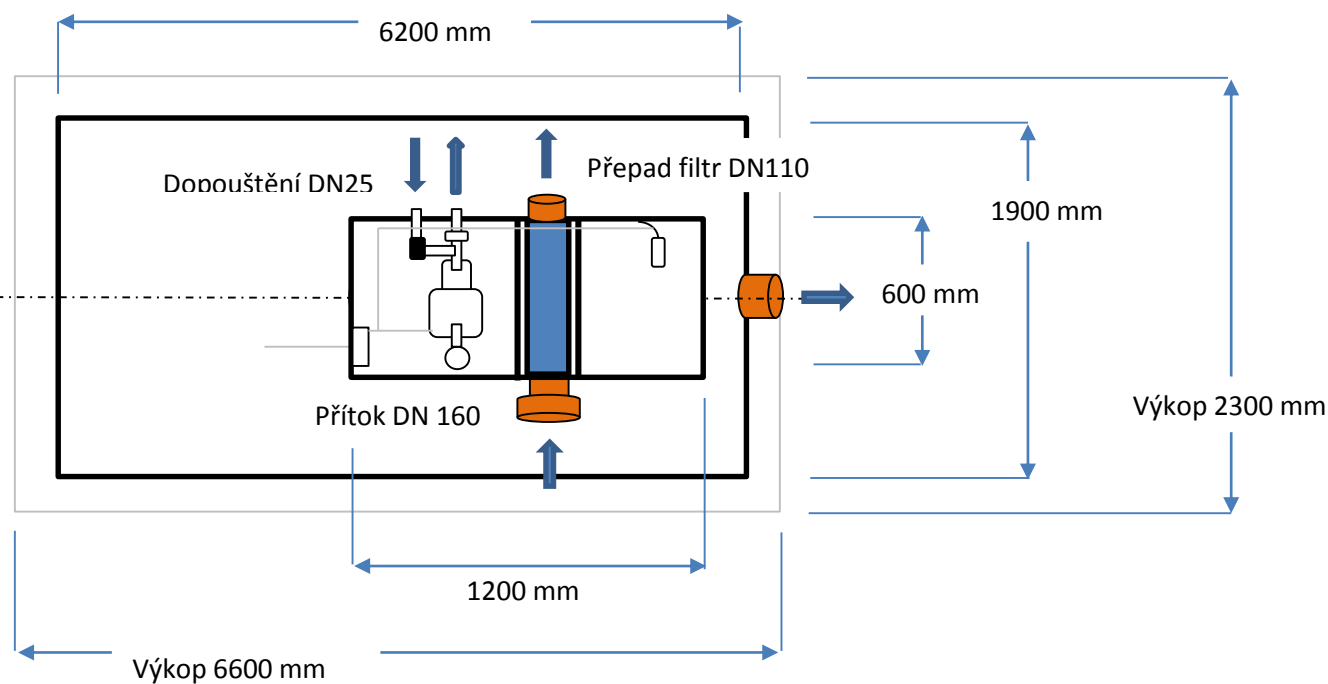 6200 mm
Přepad filtr DN110
Dopouštění DN25
1900 mm
600 mm
Výkop 2300 mm
Přítok DN 160
1200 mm
Výkop 6600 mm